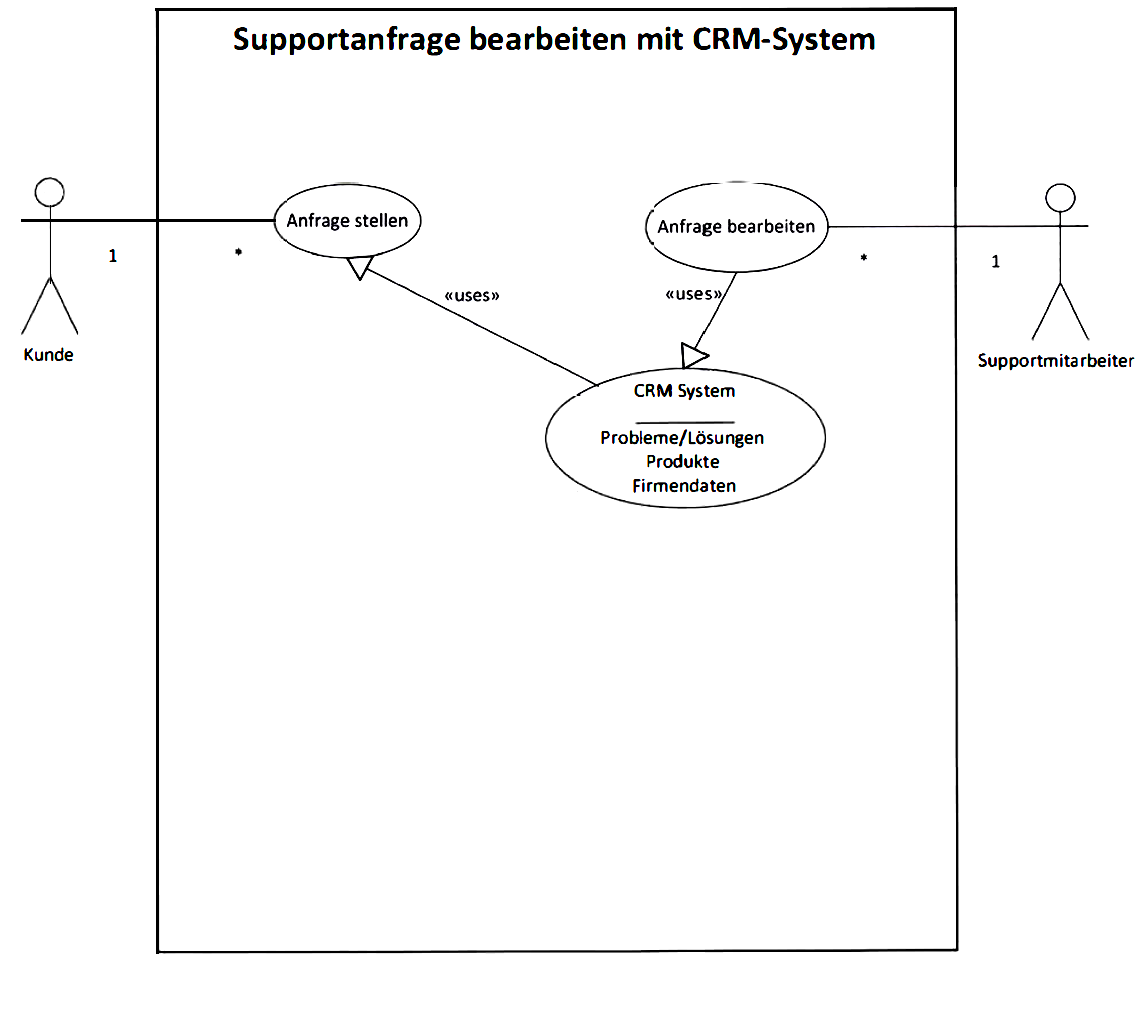 Supportanfrage bearbeiten mit CRM-System
Anfrage stellen
Anfrage bearbeiten
1
*
*
1
«uses»
«uses»
Kunde
Supportmitarbeiter
CRM System
Probleme/Lösungen
Produkte
Firmendaten